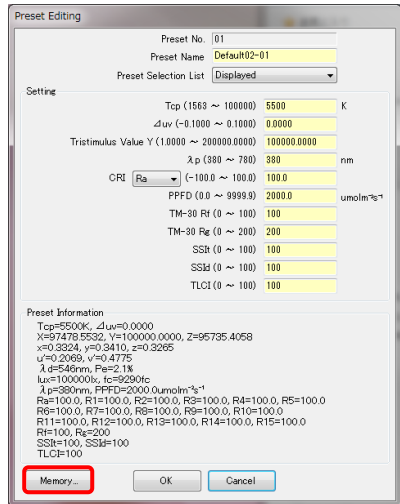 Preset Editing
Preset No. 01
Preset Name Default02-01
Preset Selection List Displayed
Setting
Tcp (1563 ～ 100000) 5500 K
⊿uv (-0.1000 ～ 0.1000) 0.0000
Tristimulus Value Y (1.0000 ～ 200000.0000) 100000.0000
λp (380 ～ 780) 380 nm
CRI Ra (-100.0 ～ 100.0) 100.0
PPFD (0.0 ～ 9999.9) 2000.0 umolm⁻²s⁻¹
TM-30 Rf (0 ～ 100) 100
TM-30 Rg (0 ～ 200) 200
SSIt (0 ～ 100) 100
SSId (0 ～ 100) 100
TLCI (0 ～ 100) 100
Preset Information
Tcp=5500K, ⊿uv=0.0000
X=97478.5532, Y=100000.0000, Z=95735.4058
x=0.3324, y=0.3410, z=0.3265
u'=0.2069, v'=0.4775
λd=546nm, Pe=2.1%
lux=100000lx, fc=9290fc
λp=380nm, PPFD=2000.0umolm⁻²s⁻¹
Ra=100.0, R1=100.0, R2=100.0, R3=100.0, R4=100.0, R5=100.0
R6=100.0, R7=100.0, R8=100.0, R9=100.0, R10=100.0
R11=100.0, R12=100.0, R13=100.0, R14=100.0, R15=100.0
Rf=100, Rg=200
SSIt=100, SSId=100
TLCI=100
Memory... OK Cancel